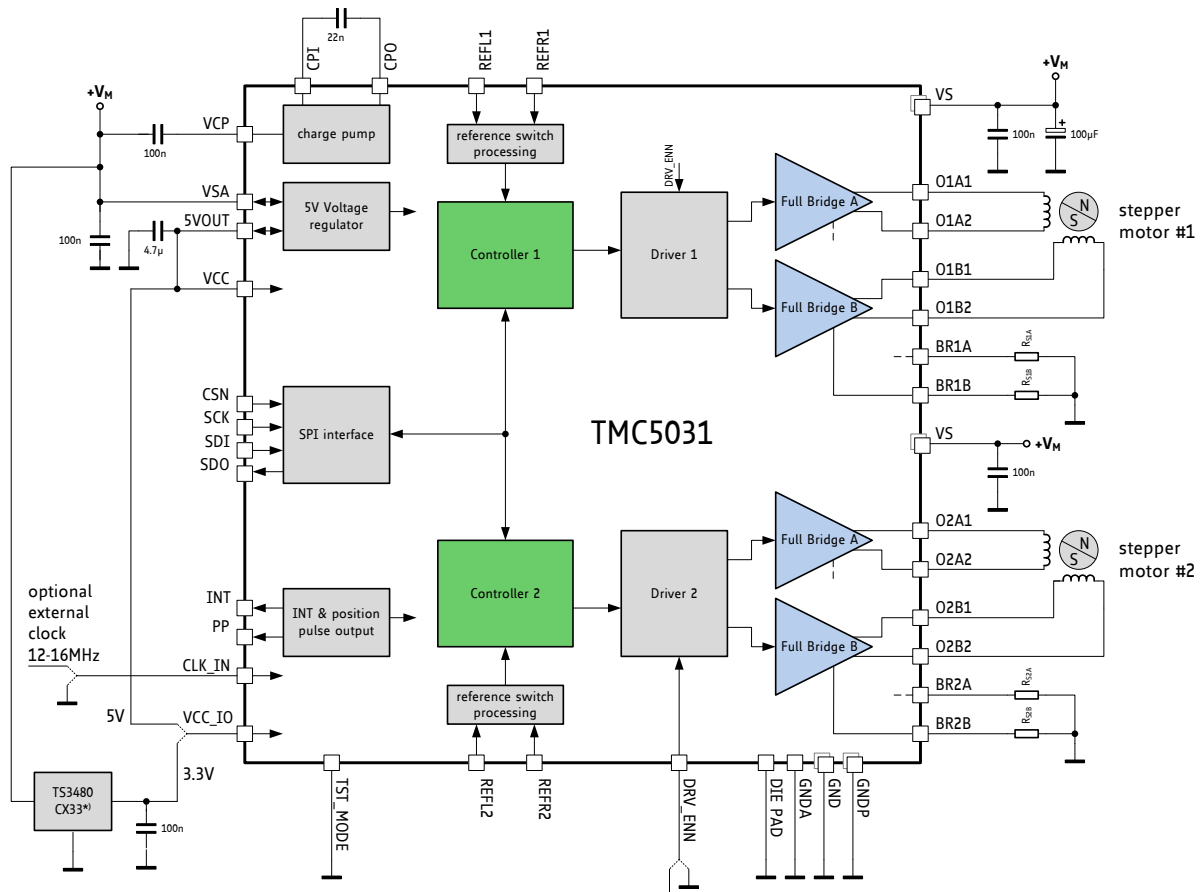 22n
CPI
CPO
REFL1
REFR1
+VM
VCP
100n
charge pump
reference switch
processing
DRV_ENN
VS
+VM
100n
+
100µF
VSA
5VOUT
100n
4.7µ
VCC
5V Voltage
regulator
Controller 1
Driver 1
Full Bridge A
Full Bridge B
O1A1
O1A2
O1B1
O1B2
N
S
stepper
motor #1
BR1A
RS1A
BR1B
RS1B
CSN
SCK
SDI
SDO
SPI interface
TMC5031
VS
+VM
100n
Controller 2
Driver 2
Full Bridge A
Full Bridge B
O2A1
O2A2
O2B1
O2B2
N
S
stepper
motor #2
BR2A
RS2A
BR2B
RS2B
optional
external
clock
12-16MHz
INT
PP
INT & position
pulse output
CLK_IN
reference switch
processing
5V
VCC_IO
3.3V
TS3480
CX33*)
100n
TST_MODE
REFL2
REFR2
DRV_ENN
DIE PAD
GNDA
GND
GNDP